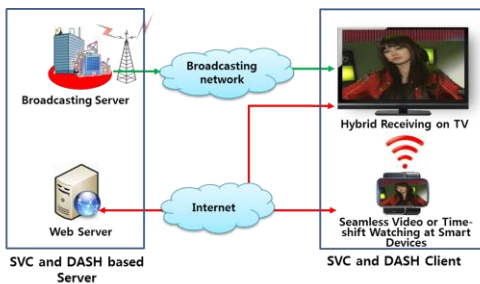 Broadcasting Server
Broadcasting
network
Hybrid Receiving on TV
Web Server
Internet
Seamless Video or Time-
shift Watching at Smart
Devices
SVC and DASH based
Server
SVC and DASH Client